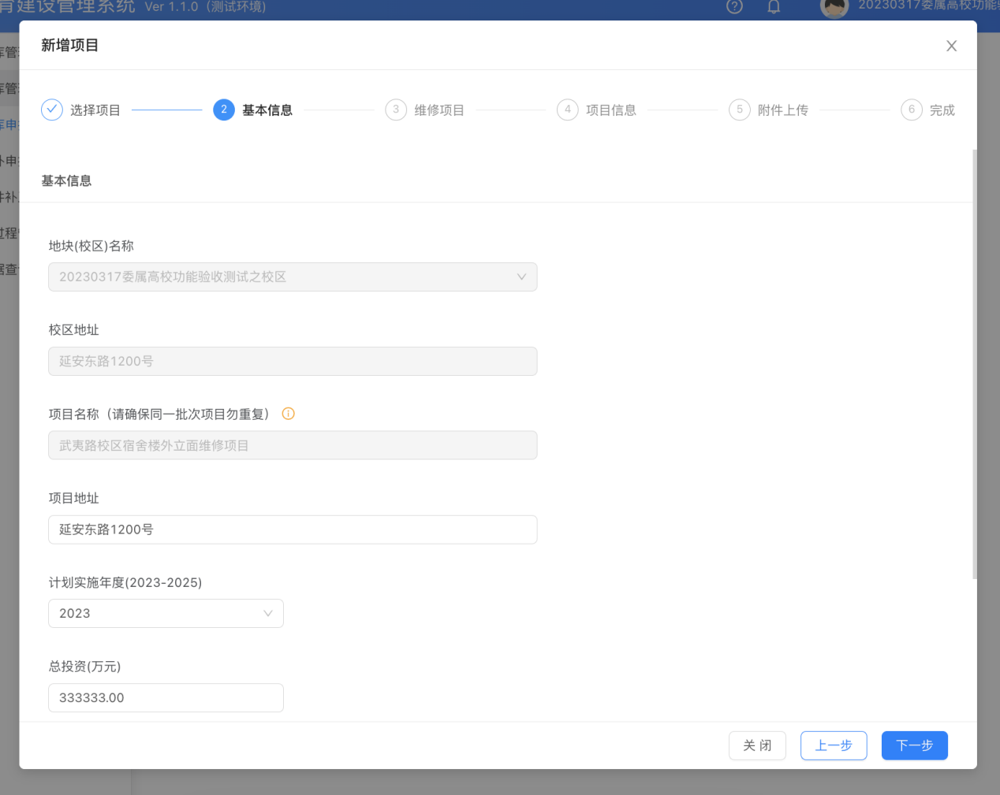 育建设管理系统 Ver 1.1.0（测试环境）
20230317委属高校功能
新增项目
选择项目
2 基本信息
3 维修项目
4 项目信息
5 附件上传
6 完成
基本信息
地块(校区)名称
20230317委属高校功能验收测试之校区
校区地址
延安东路1200号
项目名称（请确保同一批次项目勿重复）
武夷路校区宿舍楼外立面维修项目
项目地址
延安东路1200号
计划实施年度(2023-2025)
2023
总投资(万元)
333333.00
关 闭
上一步
下一步